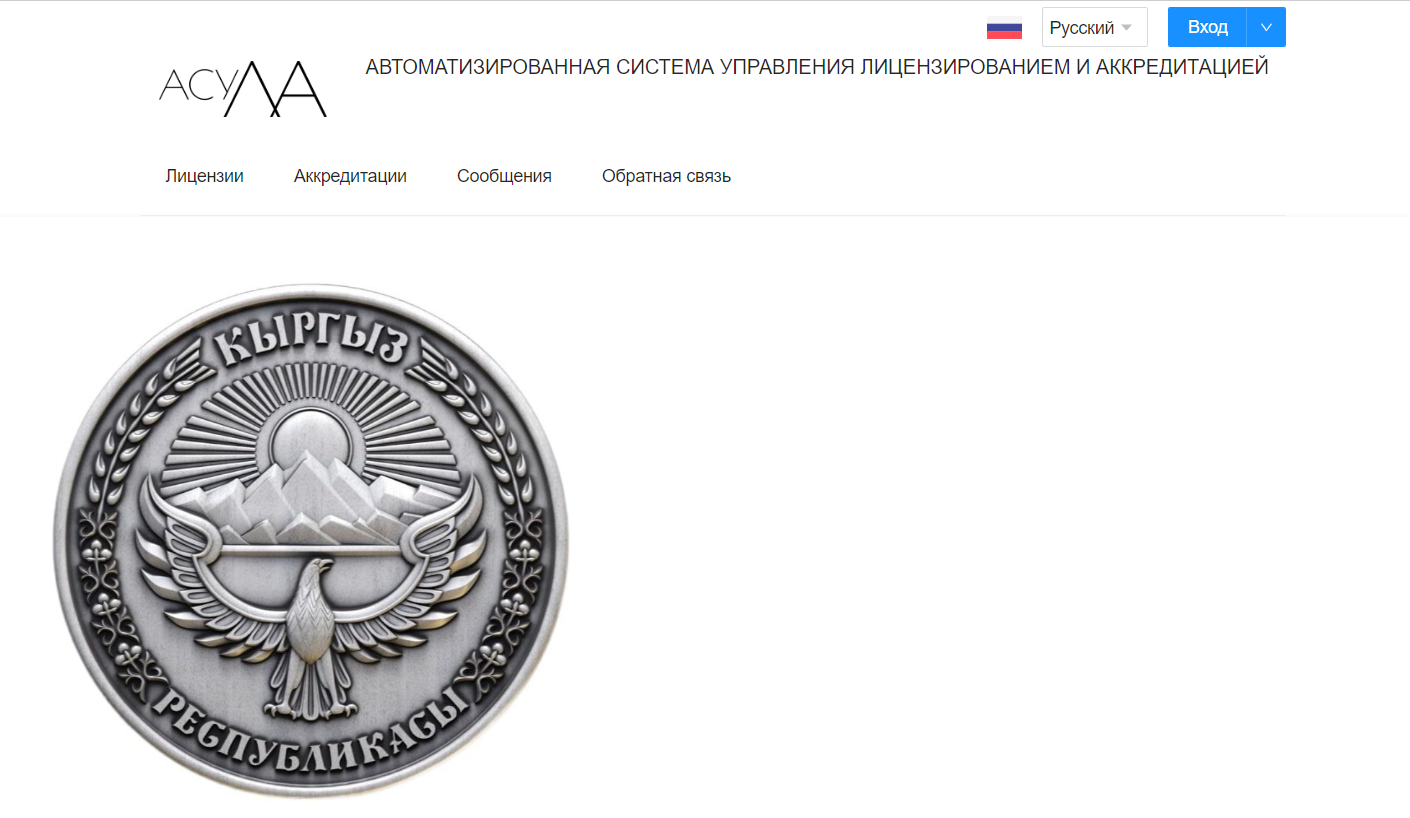 Русский
Вход
АСУЛА
АВТОМАТИЗИРОВАННАЯ СИСТЕМА УПРАВЛЕНИЯ ЛИЦЕНЗИРОВАНИЕМ И АККРЕДИТАЦИЕЙ
Лицензии
Аккредитации
Сообщения
Обратная связь
КЫРГЫЗ
РЕСПУБЛИКАСЫ